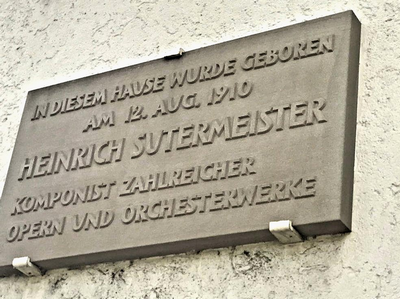 IN DIESEM HAUSE WURDE GEBOREN
AM 12. AUG. 1910
HEINRICH SUTERMEISTER
KOMPONIST ZAHLREICHER
OPERN UND ORCHESTERWERKE